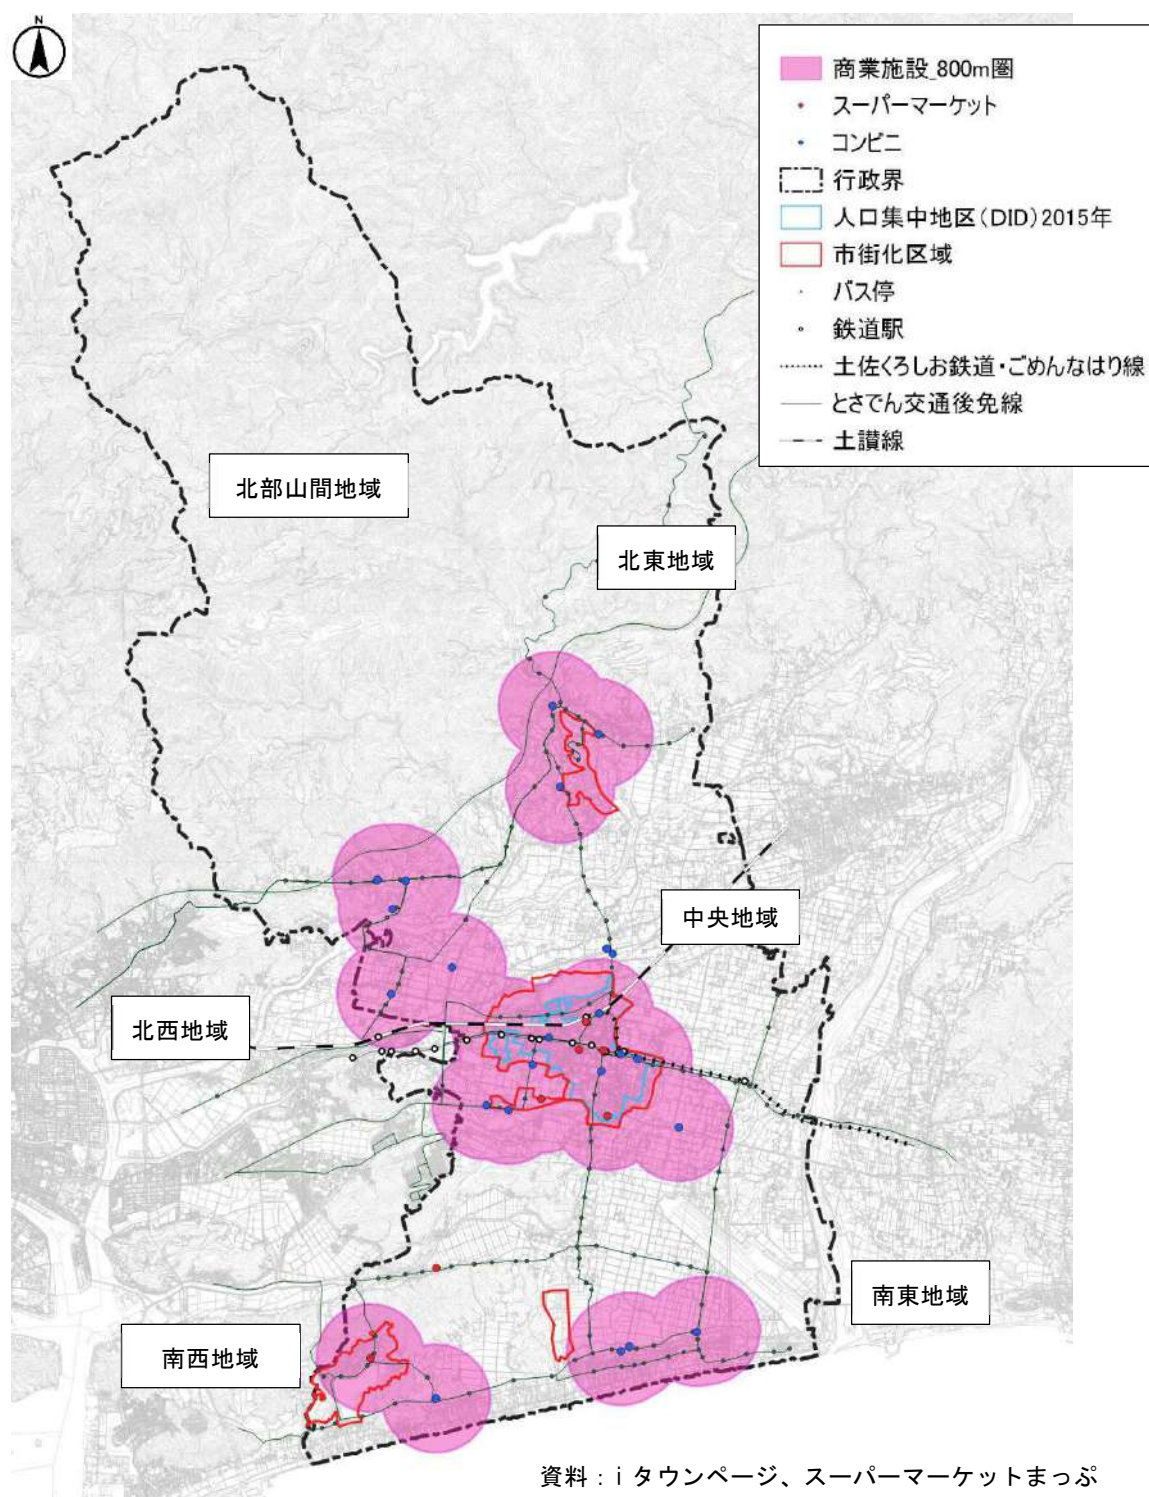 N
商業施設_800m圏
スーパーマーケット
コンビニ
行政界
人口集中地区(DID)2015年
市街化区域
バス停
鉄道駅
土佐くろしお鉄道・ごめんなはり線
とさでん交通後免線
土讃線
北部山間地域
北東地域
中央地域
北西地域
南東地域
南西地域
資料：iタウンページ、スーパーマーケットまっぷ